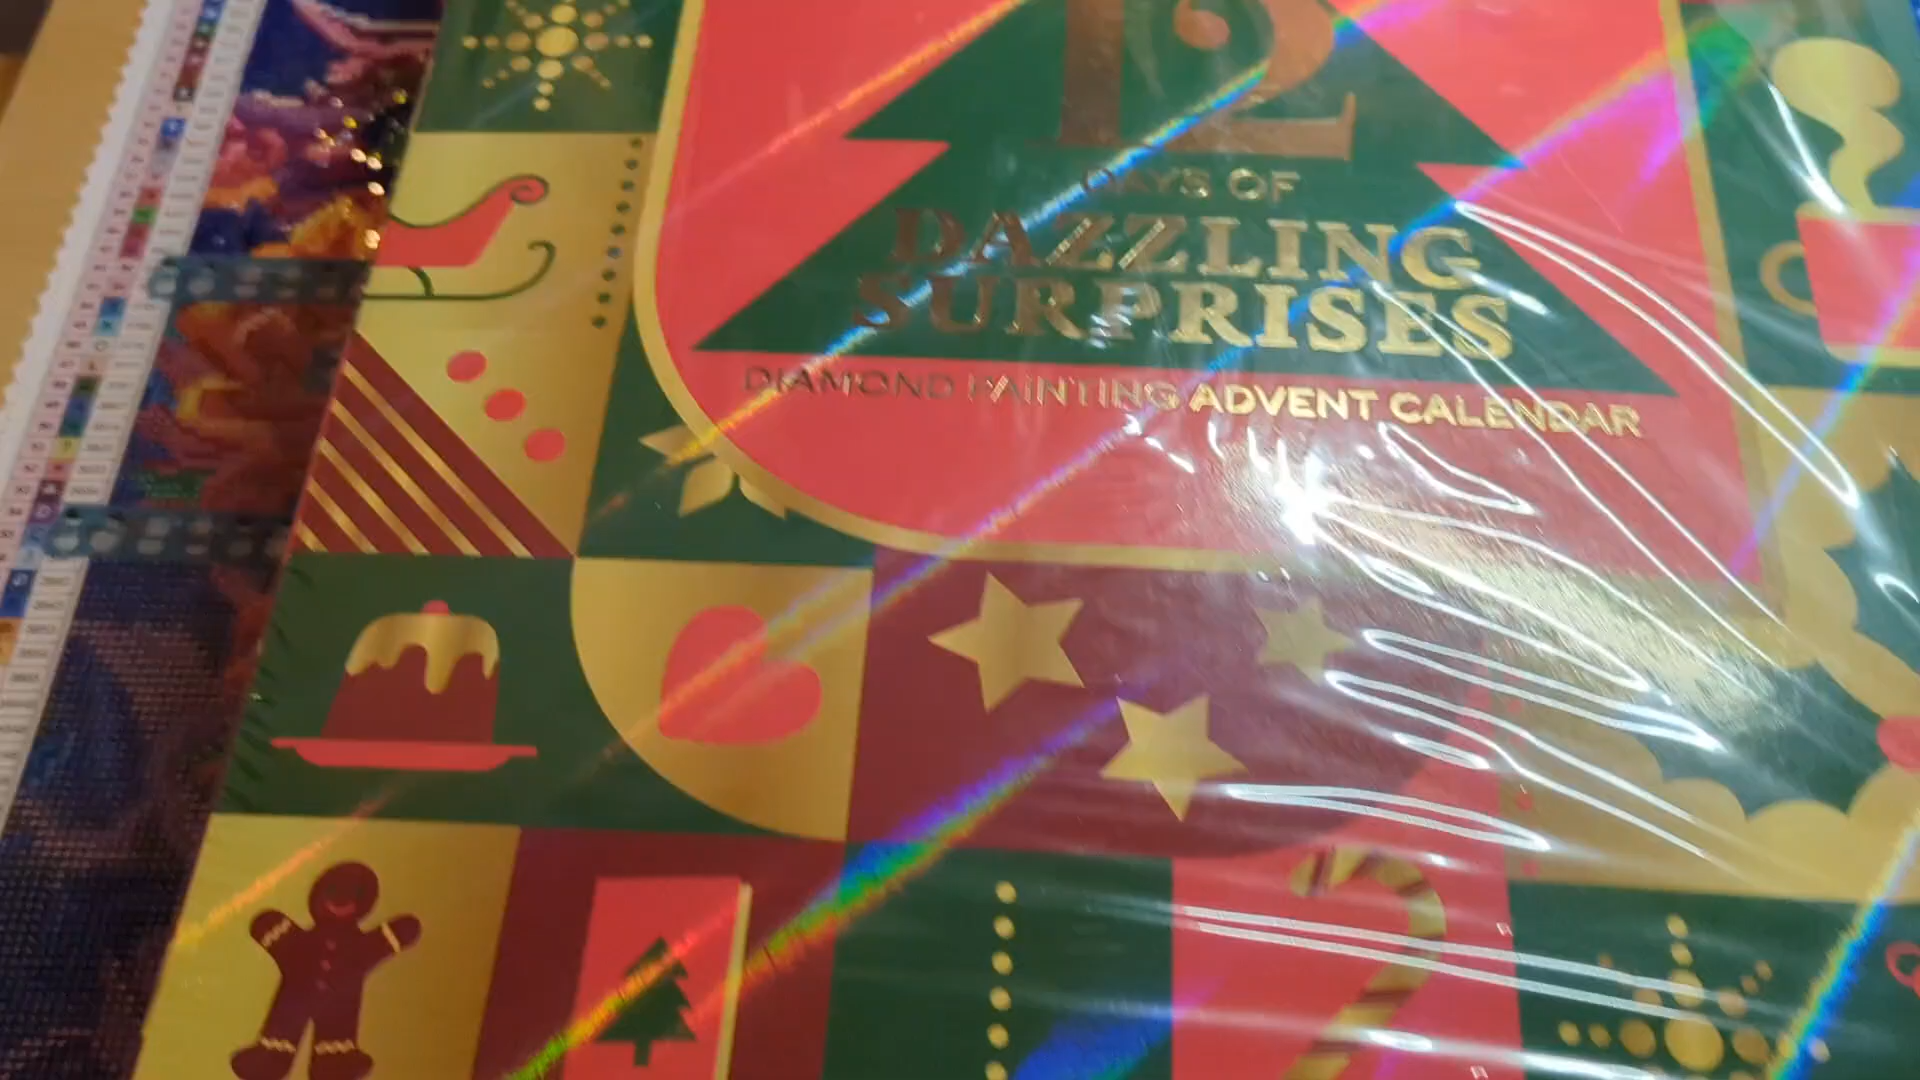 12
DAYS OF
DAZZLING
SURPRISES
DIAMOND PAINTING ADVENT CALENDAR